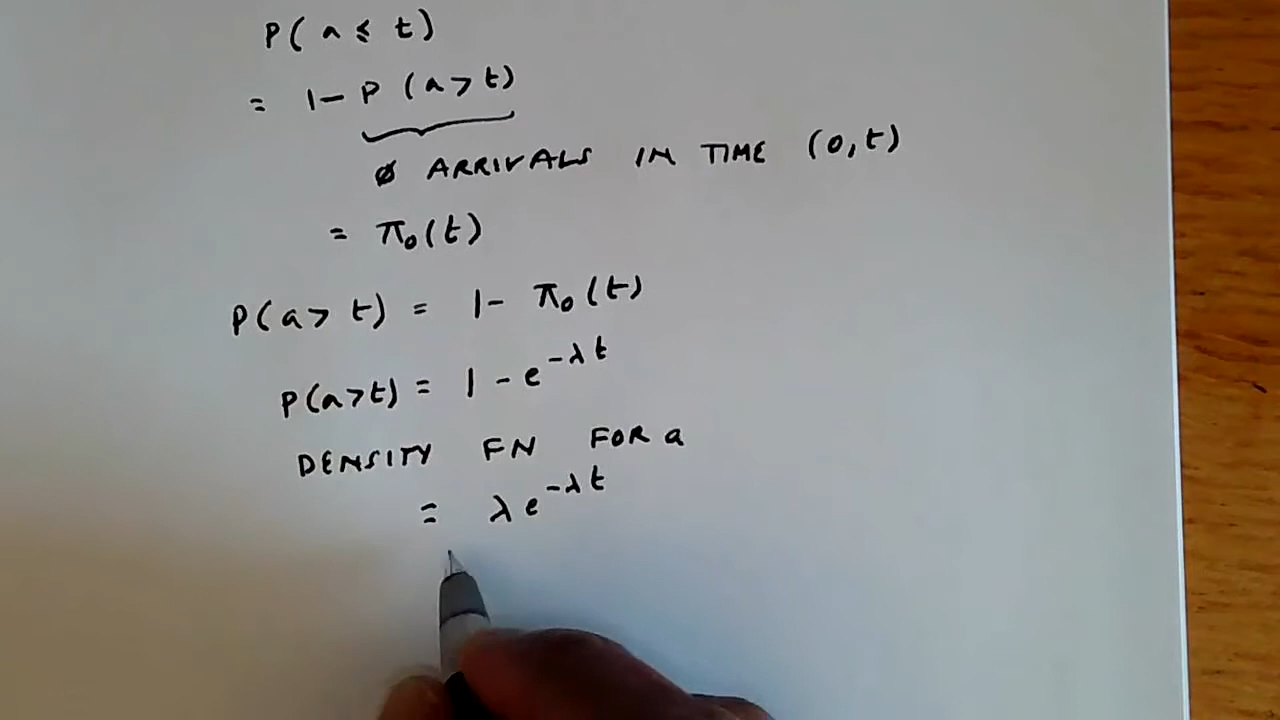 P(a ≤ t)
= 1- P (a > t)
∅ ARRIVALS IN TIME (0,t)
= π₀(t)
P(a > t) = 1- π₀(t)
P(a>t) = 1 - e^{-λt}
DENSITY FN FOR a
= λe^{-λt}